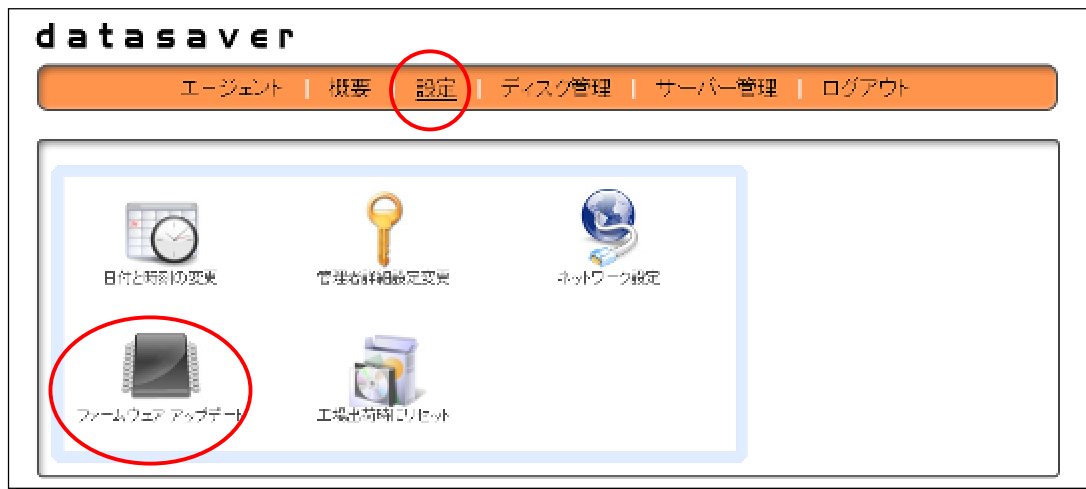 datasaver
エージェント | 概要 | 設定 | ディスク管理 | サーバー管理 | ログアウト
日付と時刻の変更 管理者詳細設定変更 ネットワーク設定
ファームウェア アップデート 工場出荷時にリセット